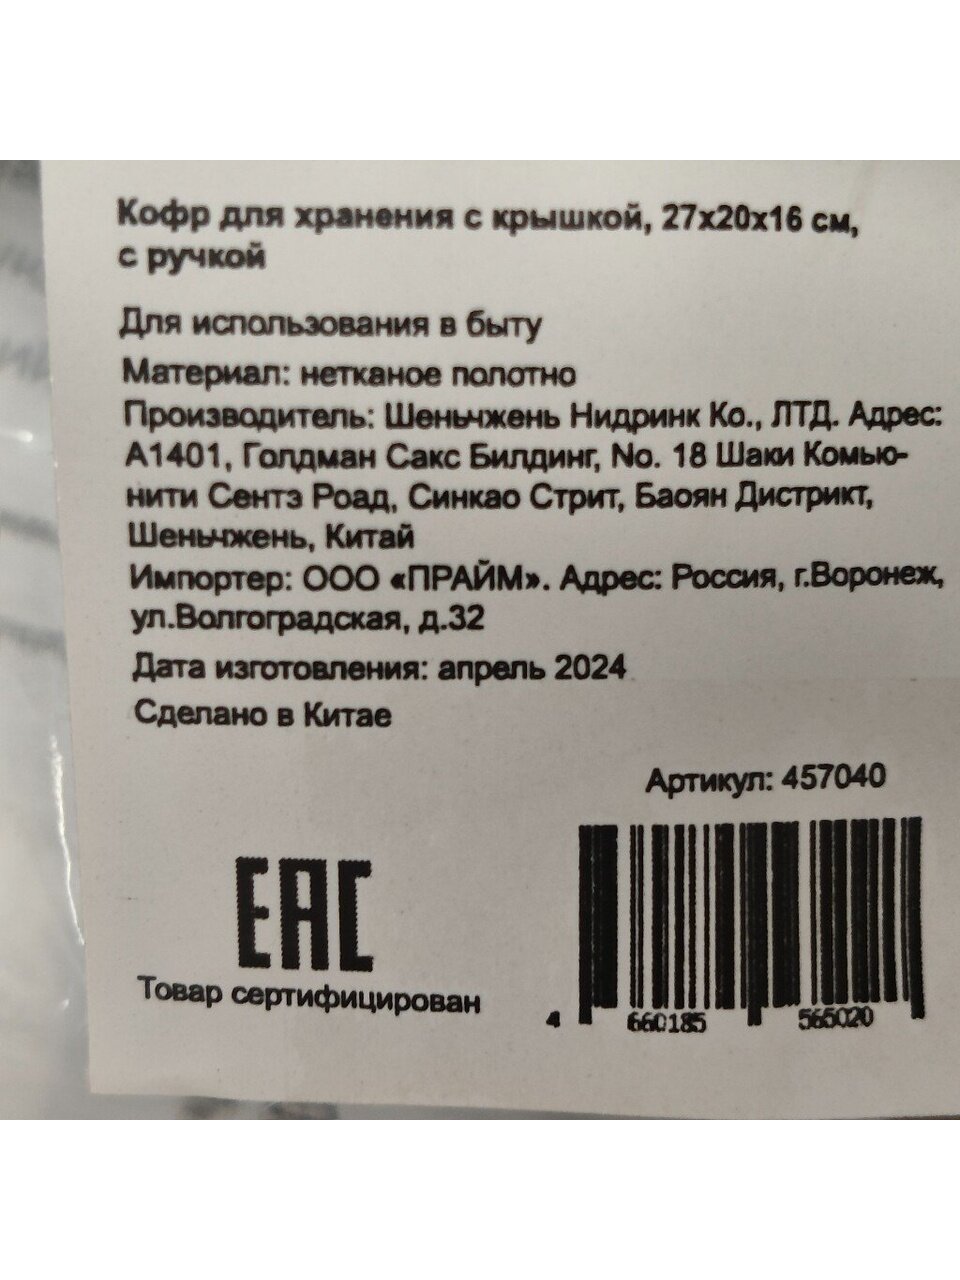 Кофр для хранения с крышкой, 27х20х16 см,
с ручкой
Для использования в быту
Материал: нетканое полотно
Производитель: Шеньчжень Нидринк Ко., ЛТД. Адрес:
А1401, Голдман Сакс Билдинг, No. 18 Шаки Комью-
нити Сентэ Роад, Синкао Стрит, Баоян Дистрикт,
Шеньчжень, Китай
Импортер: ООО «ПРАЙМ». Адрес: Россия, г.Воронеж,
ул.Волгоградская, д.32
Дата изготовления: апрель 2024
Сделано в Китае
Артикул: 457040
ЕАС
Товар сертифицирован
4 660185 565020